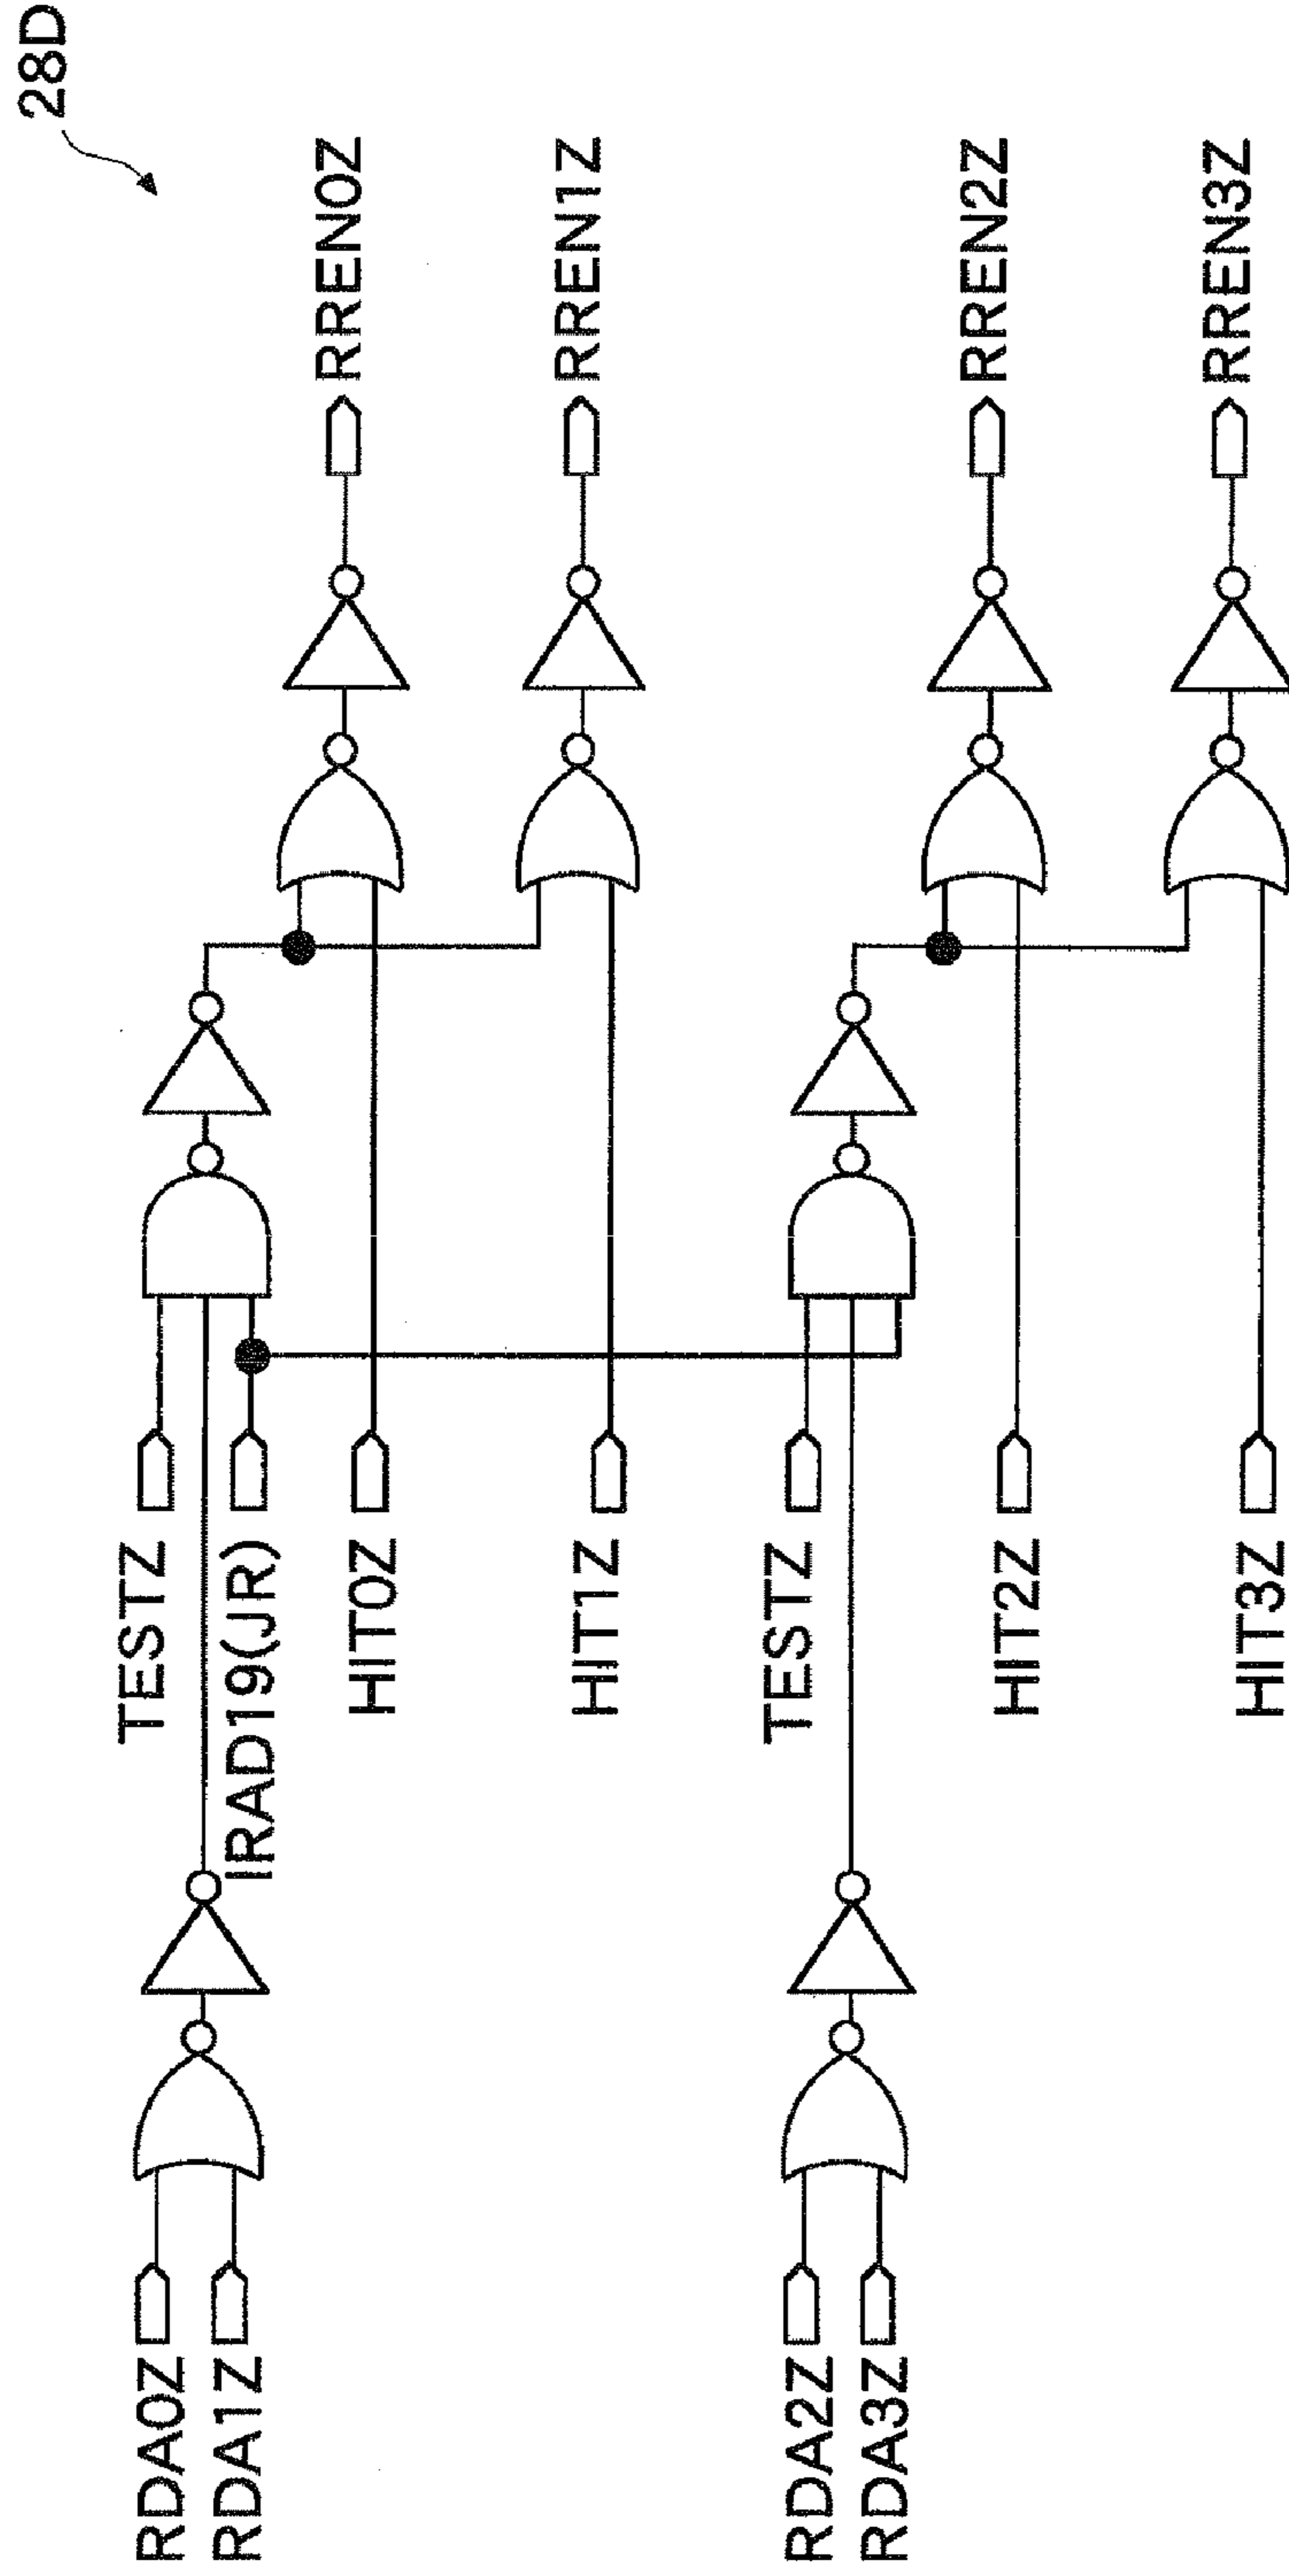 28D
RDA0Z
RDA1Z
TESTZ
IRAD19(JR)
HIT0Z
HIT1Z
RREN0Z
RREN1Z
RDA2Z
RDA3Z
TESTZ
HIT2Z
HIT3Z
RREN2Z
RREN3Z